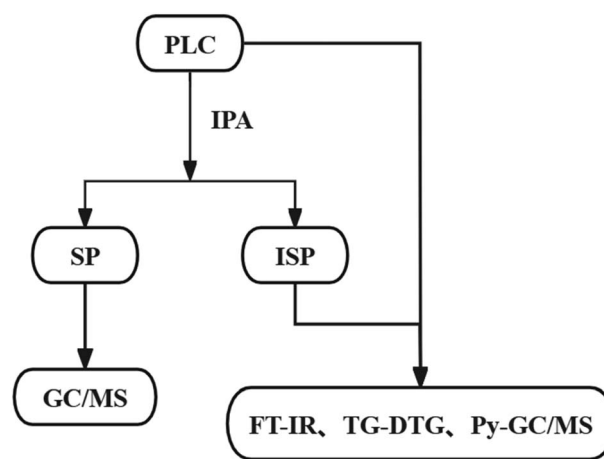 PLC
IPA
SP
ISP
GC/MS
FT-IR、TG-DTG、Py-GC/MS